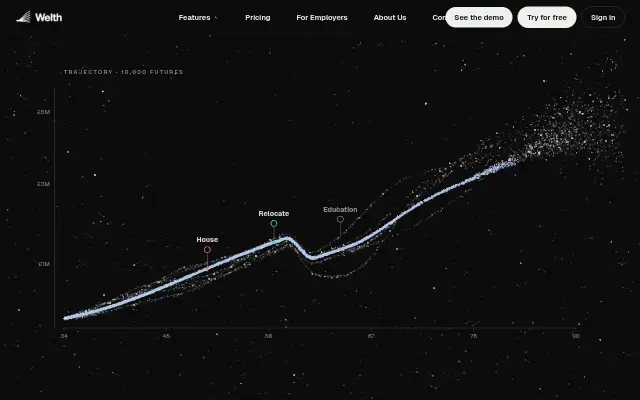 Welth
Features
Pricing
For Employers
About Us
Con
See the demo
Try for free
Sign in
TRAJECTORY · 10,000 FUTURES
£5M
£3M
£1M
House
Relocate
Education
34
45
56
67
78
90